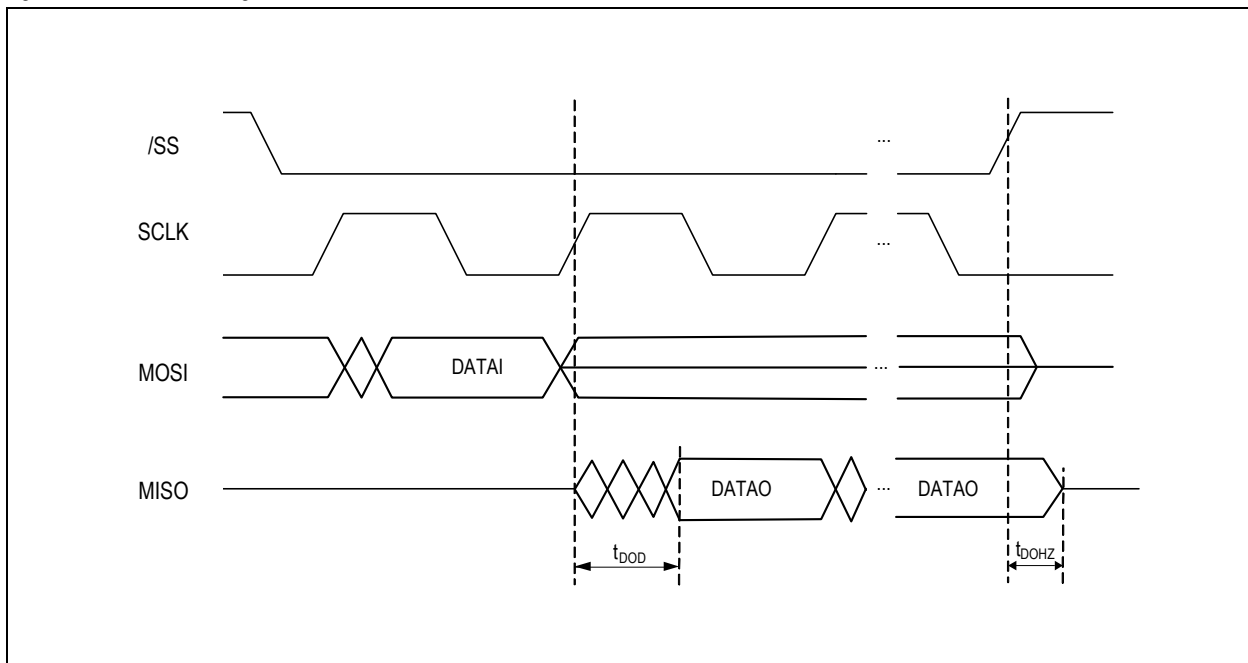 /SS
...
SCLK
...
MOSI
DATAI
...
MISO
DATAO
...
DATAO
tDOD
tDOHZ